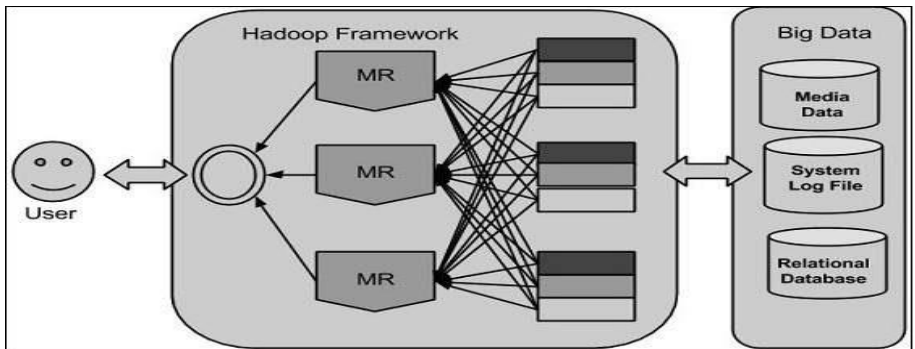 Hadoop Framework
MR
MR
MR
User
Big Data
Media
Data
System
Log File
Relational
Database